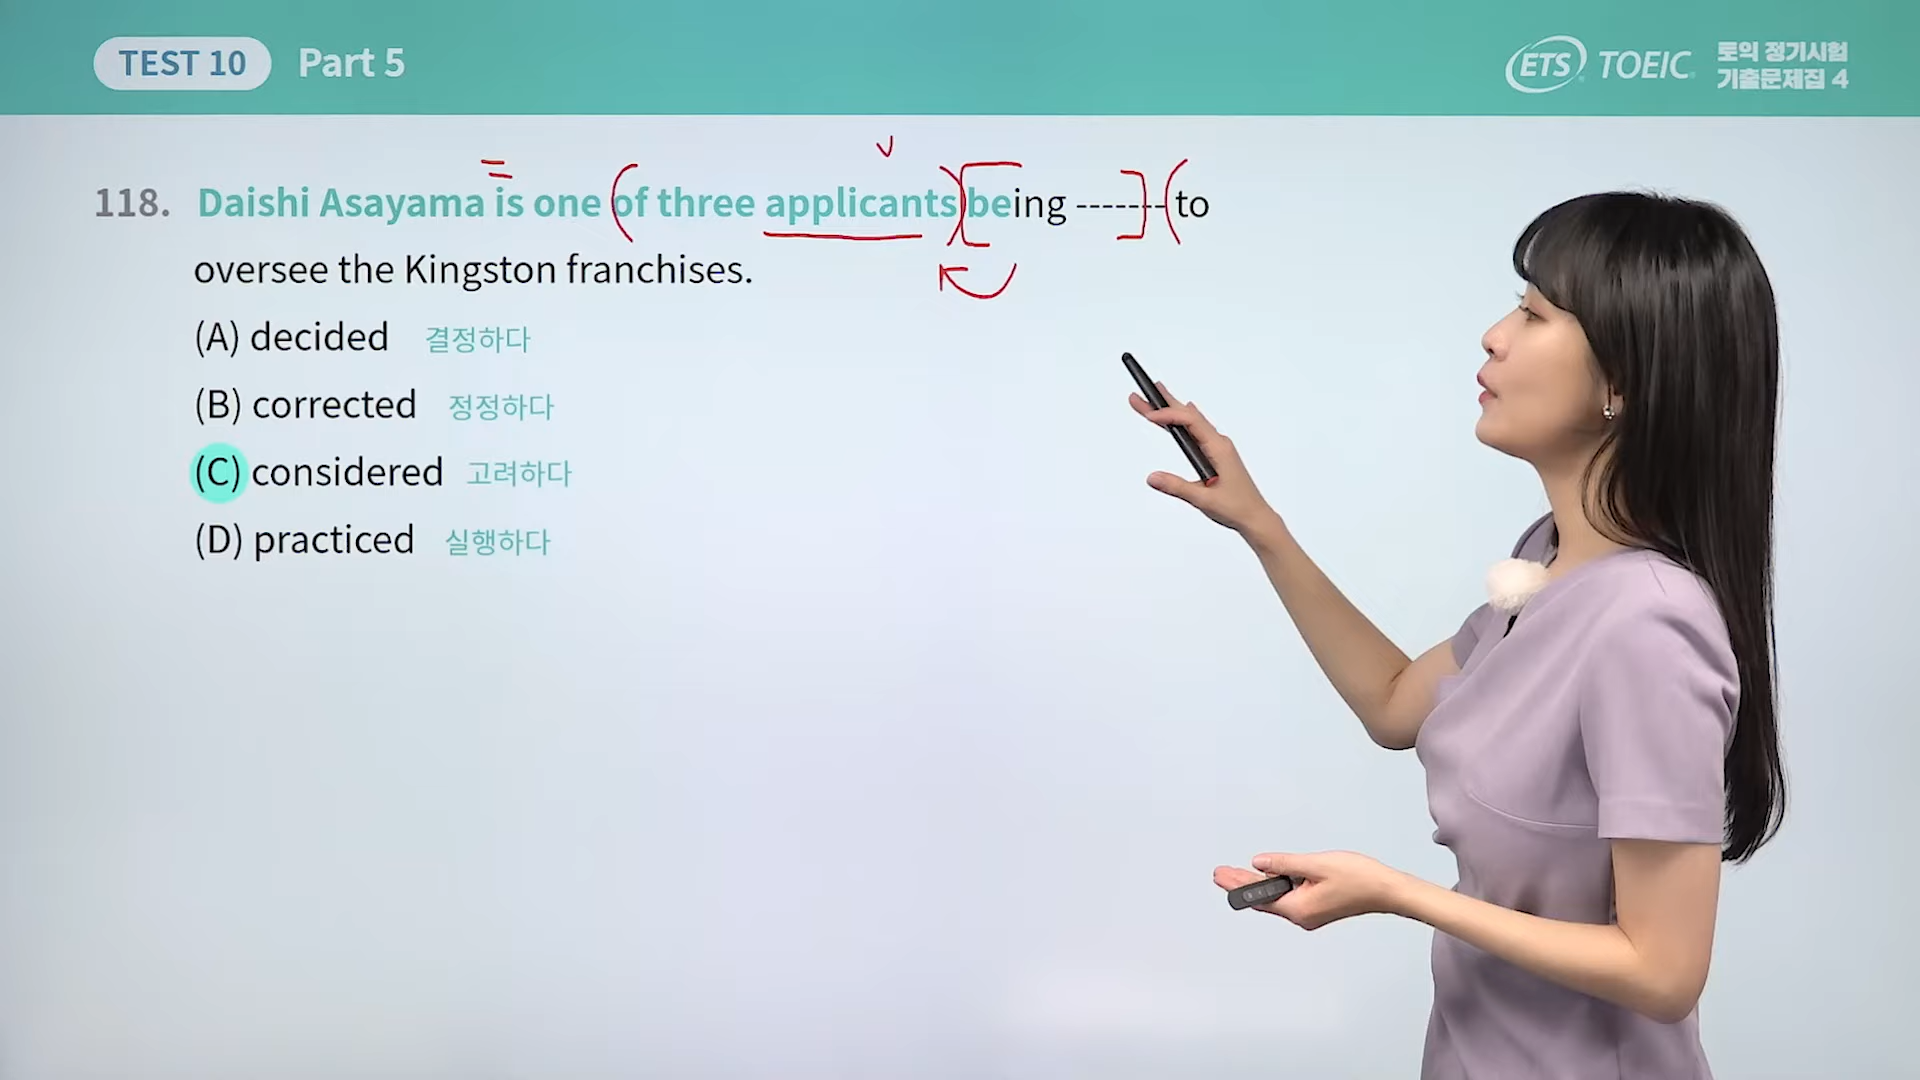 TEST 10 Part 5
ETS TOEIC 토익 정기시험
기출문제집 4
118. Daishi Asayama is one of three applicants being ------- to
oversee the Kingston franchises.
(A) decided 결정하다
(B) corrected 정정하다
(C) considered 고려하다
(D) practiced 실행하다